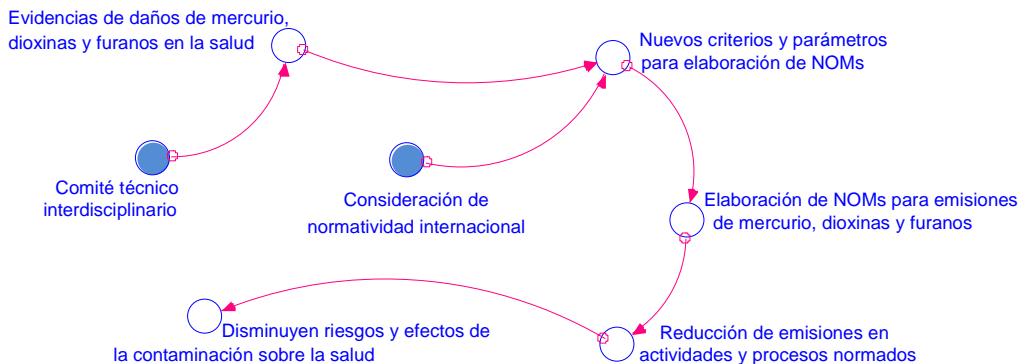 Evidencias de daños de mercurio,
dioxinas y furanos en la salud
Nuevos criterios y parámetros
para elaboración de NOMs
Comité técnico
interdisciplinario
Consideración de
normatividad internacional
Elaboración de NOMs para emisiones
de mercurio, dioxinas y furanos
Disminuyen riesgos y efectos de
la contaminación sobre la salud
Reducción de emisiones en
actividades y procesos normados